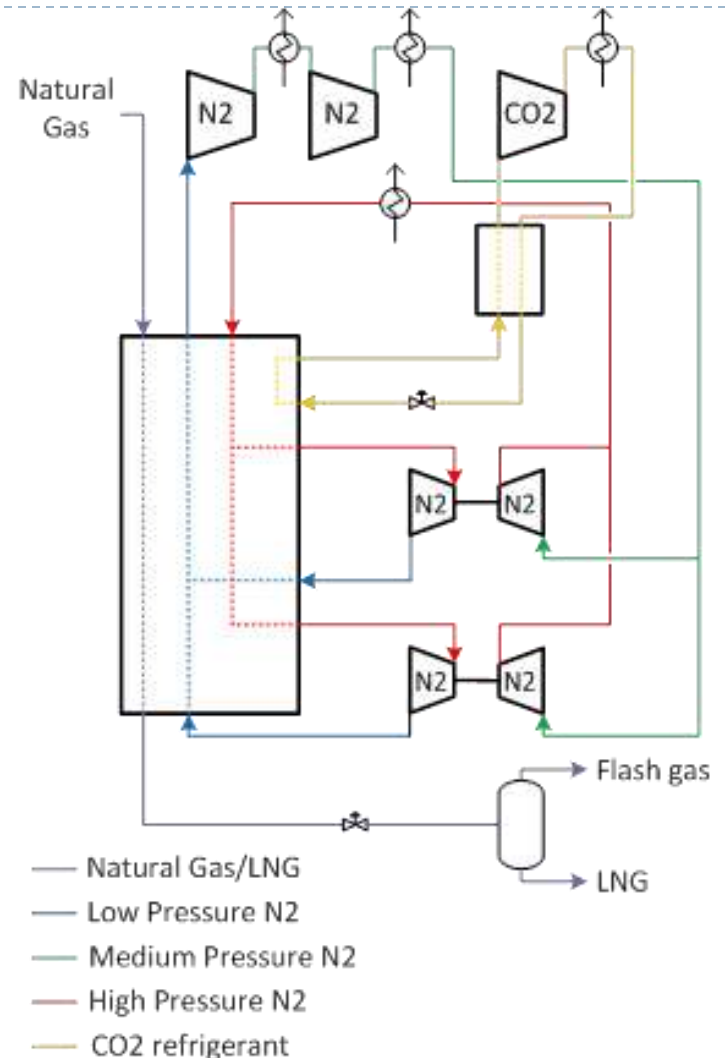 Natural
Gas
N2
N2
CO2
N2
N2
N2
N2
Flash gas
LNG
Natural Gas/LNG
Low Pressure N2
Medium Pressure N2
High Pressure N2
CO2 refrigerant